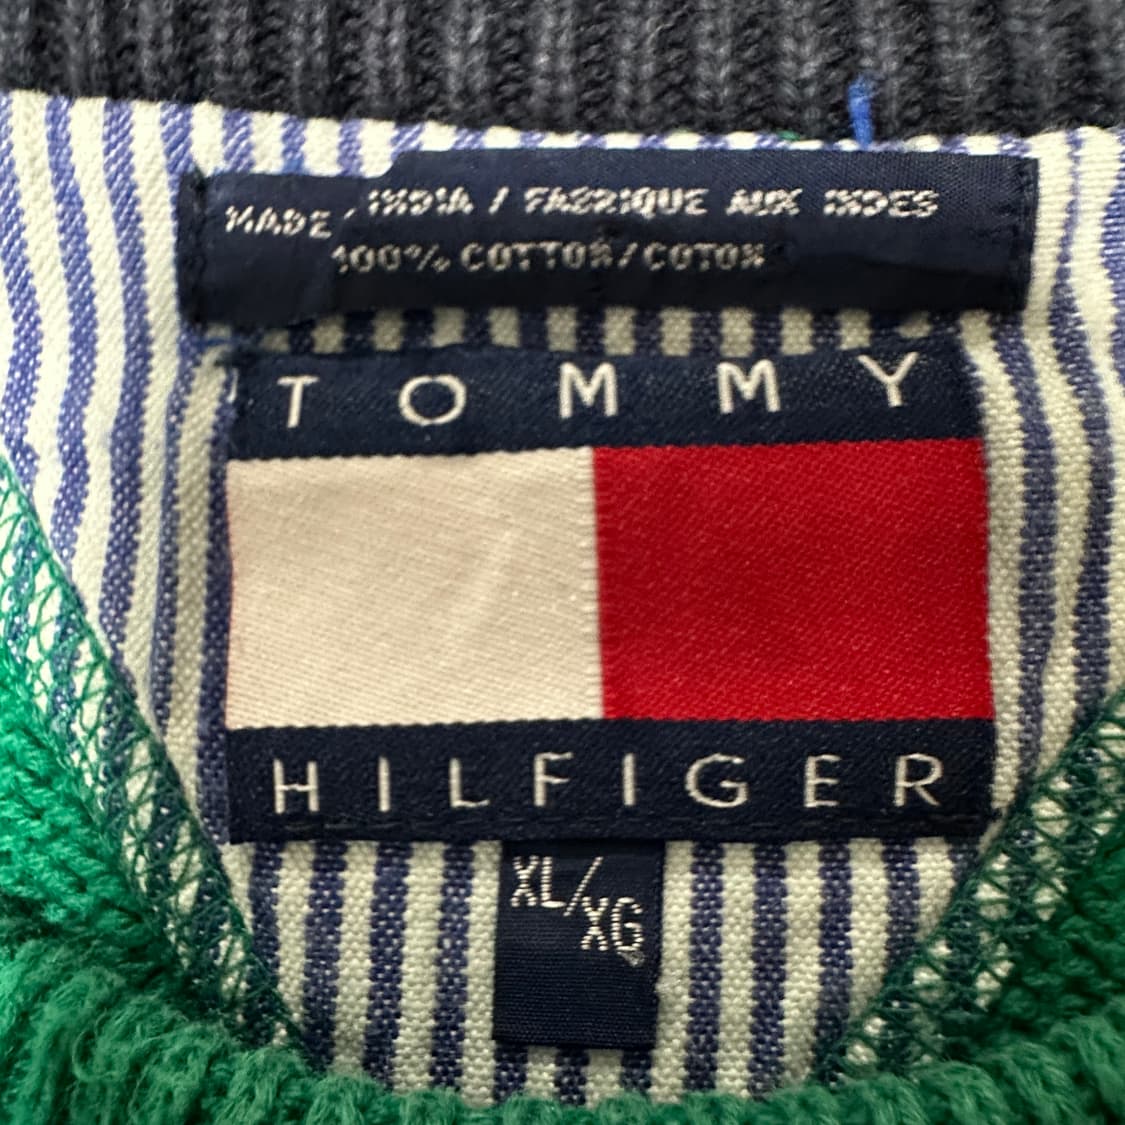 MADE INDIA / FABRIQUE AUX INDES
100% COTTON/COTON
TOMMY
HILFIGER
XL/XG